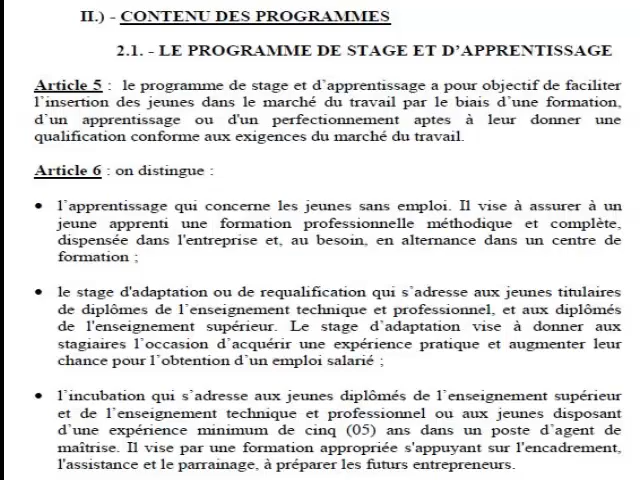 II.) - CONTENU DES PROGRAMMES
2.1. - LE PROGRAMME DE STAGE ET D'APPRENTISSAGE
Article 5 : le programme de stage et d'apprentissage a pour objectif de faciliter
l'insertion des jeunes dans le marché du travail par le biais d'une formation,
d'un apprentissage ou d'un perfectionnement aptes à leur donner une
qualification conforme aux exigences du marché du travail.
Article 6 : on distingue :
• l'apprentissage qui concerne les jeunes sans emploi. Il vise à assurer à un
jeune apprenti une formation professionnelle méthodique et complète,
dispensée dans l'entreprise et, au besoin, en alternance dans un centre de
formation ;
• le stage d'adaptation ou de requalification qui s'adresse aux jeunes titulaires
de diplômes de l'enseignement technique et professionnel, et aux diplômés
de l'enseignement supérieur. Le stage d'adaptation vise à donner aux
stagiaires l'occasion d'acquérir une expérience pratique et augmenter leur
chance pour l'obtention d'un emploi salarié ;
• l'incubation qui s'adresse aux jeunes diplômés de l'enseignement supérieur
et de l'enseignement technique et professionnel ou aux jeunes disposant
d'une expérience minimum de cinq (05) ans dans un poste d'agent de
maîtrise. Il vise par une formation appropriée s'appuyant sur l'encadrement,
l'assistance et le parrainage, à préparer les futurs entrepreneurs.